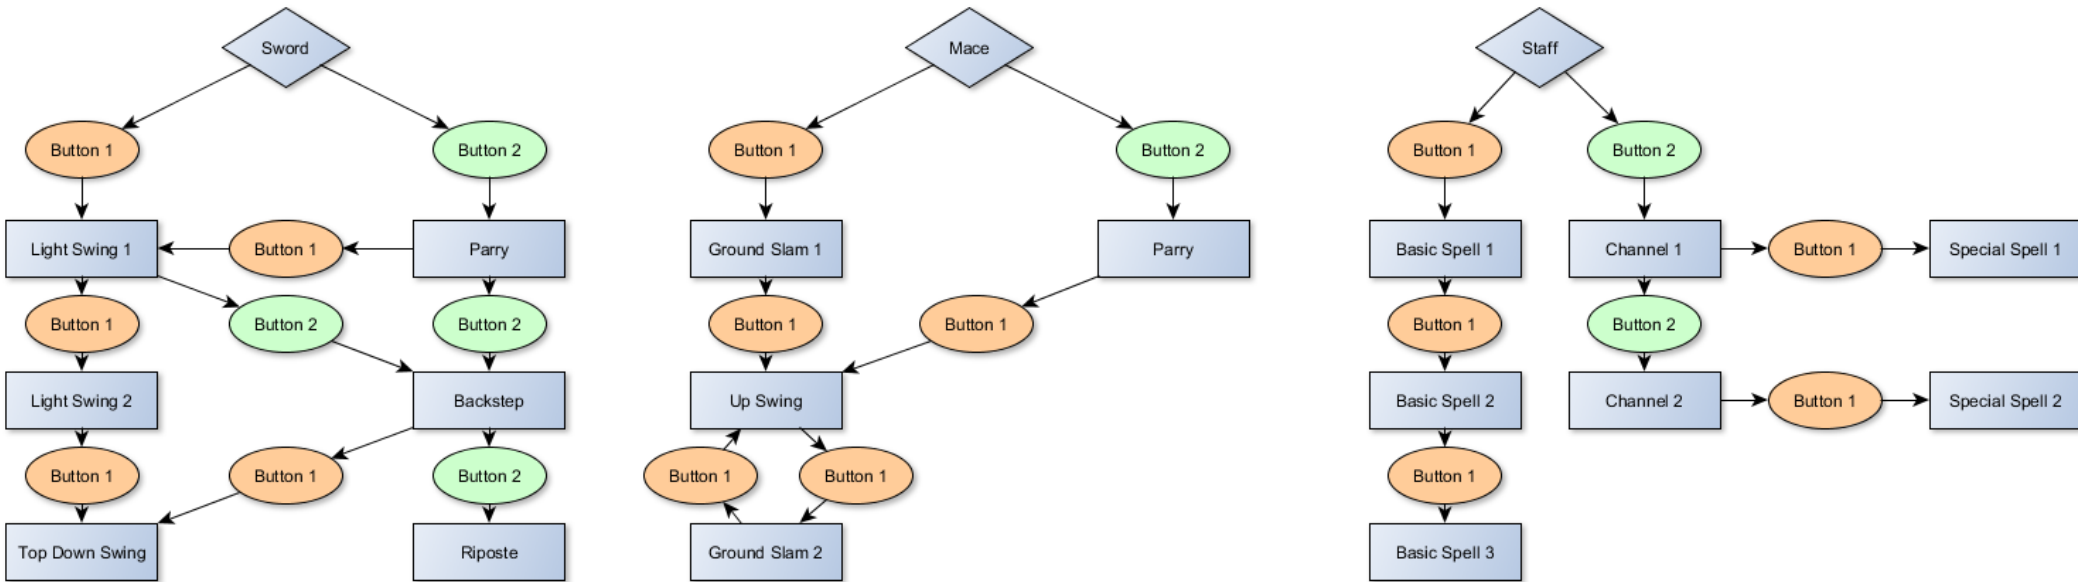 Sword
Mace
Staff
Button 1
Button 2
Button 1
Button 2
Button 1
Button 2
Light Swing 1
Button 1
Parry
Ground Slam 1
Parry
Basic Spell 1
Channel 1
Button 1
Special Spell 1
Button 1
Button 2
Button 2
Button 1
Button 1
Button 1
Button 2
Light Swing 2
Backstep
Up Swing
Basic Spell 2
Channel 2
Button 1
Special Spell 2
Button 1
Button 1
Button 2
Button 1
Button 1
Button 1
Top Down Swing
Riposte
Ground Slam 2
Basic Spell 3